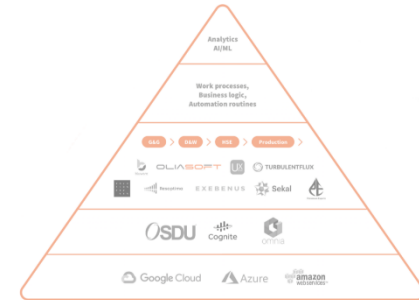 Analytics
AI/ML
Work processes,
Business logic,
Automation routines
G&G
D&W
HSE
Production
OLIASOFT
TURBULENTFLUX
EXEBENUS
Sekal
OSDU
Cognite
omnia
Google Cloud
Azure
amazon